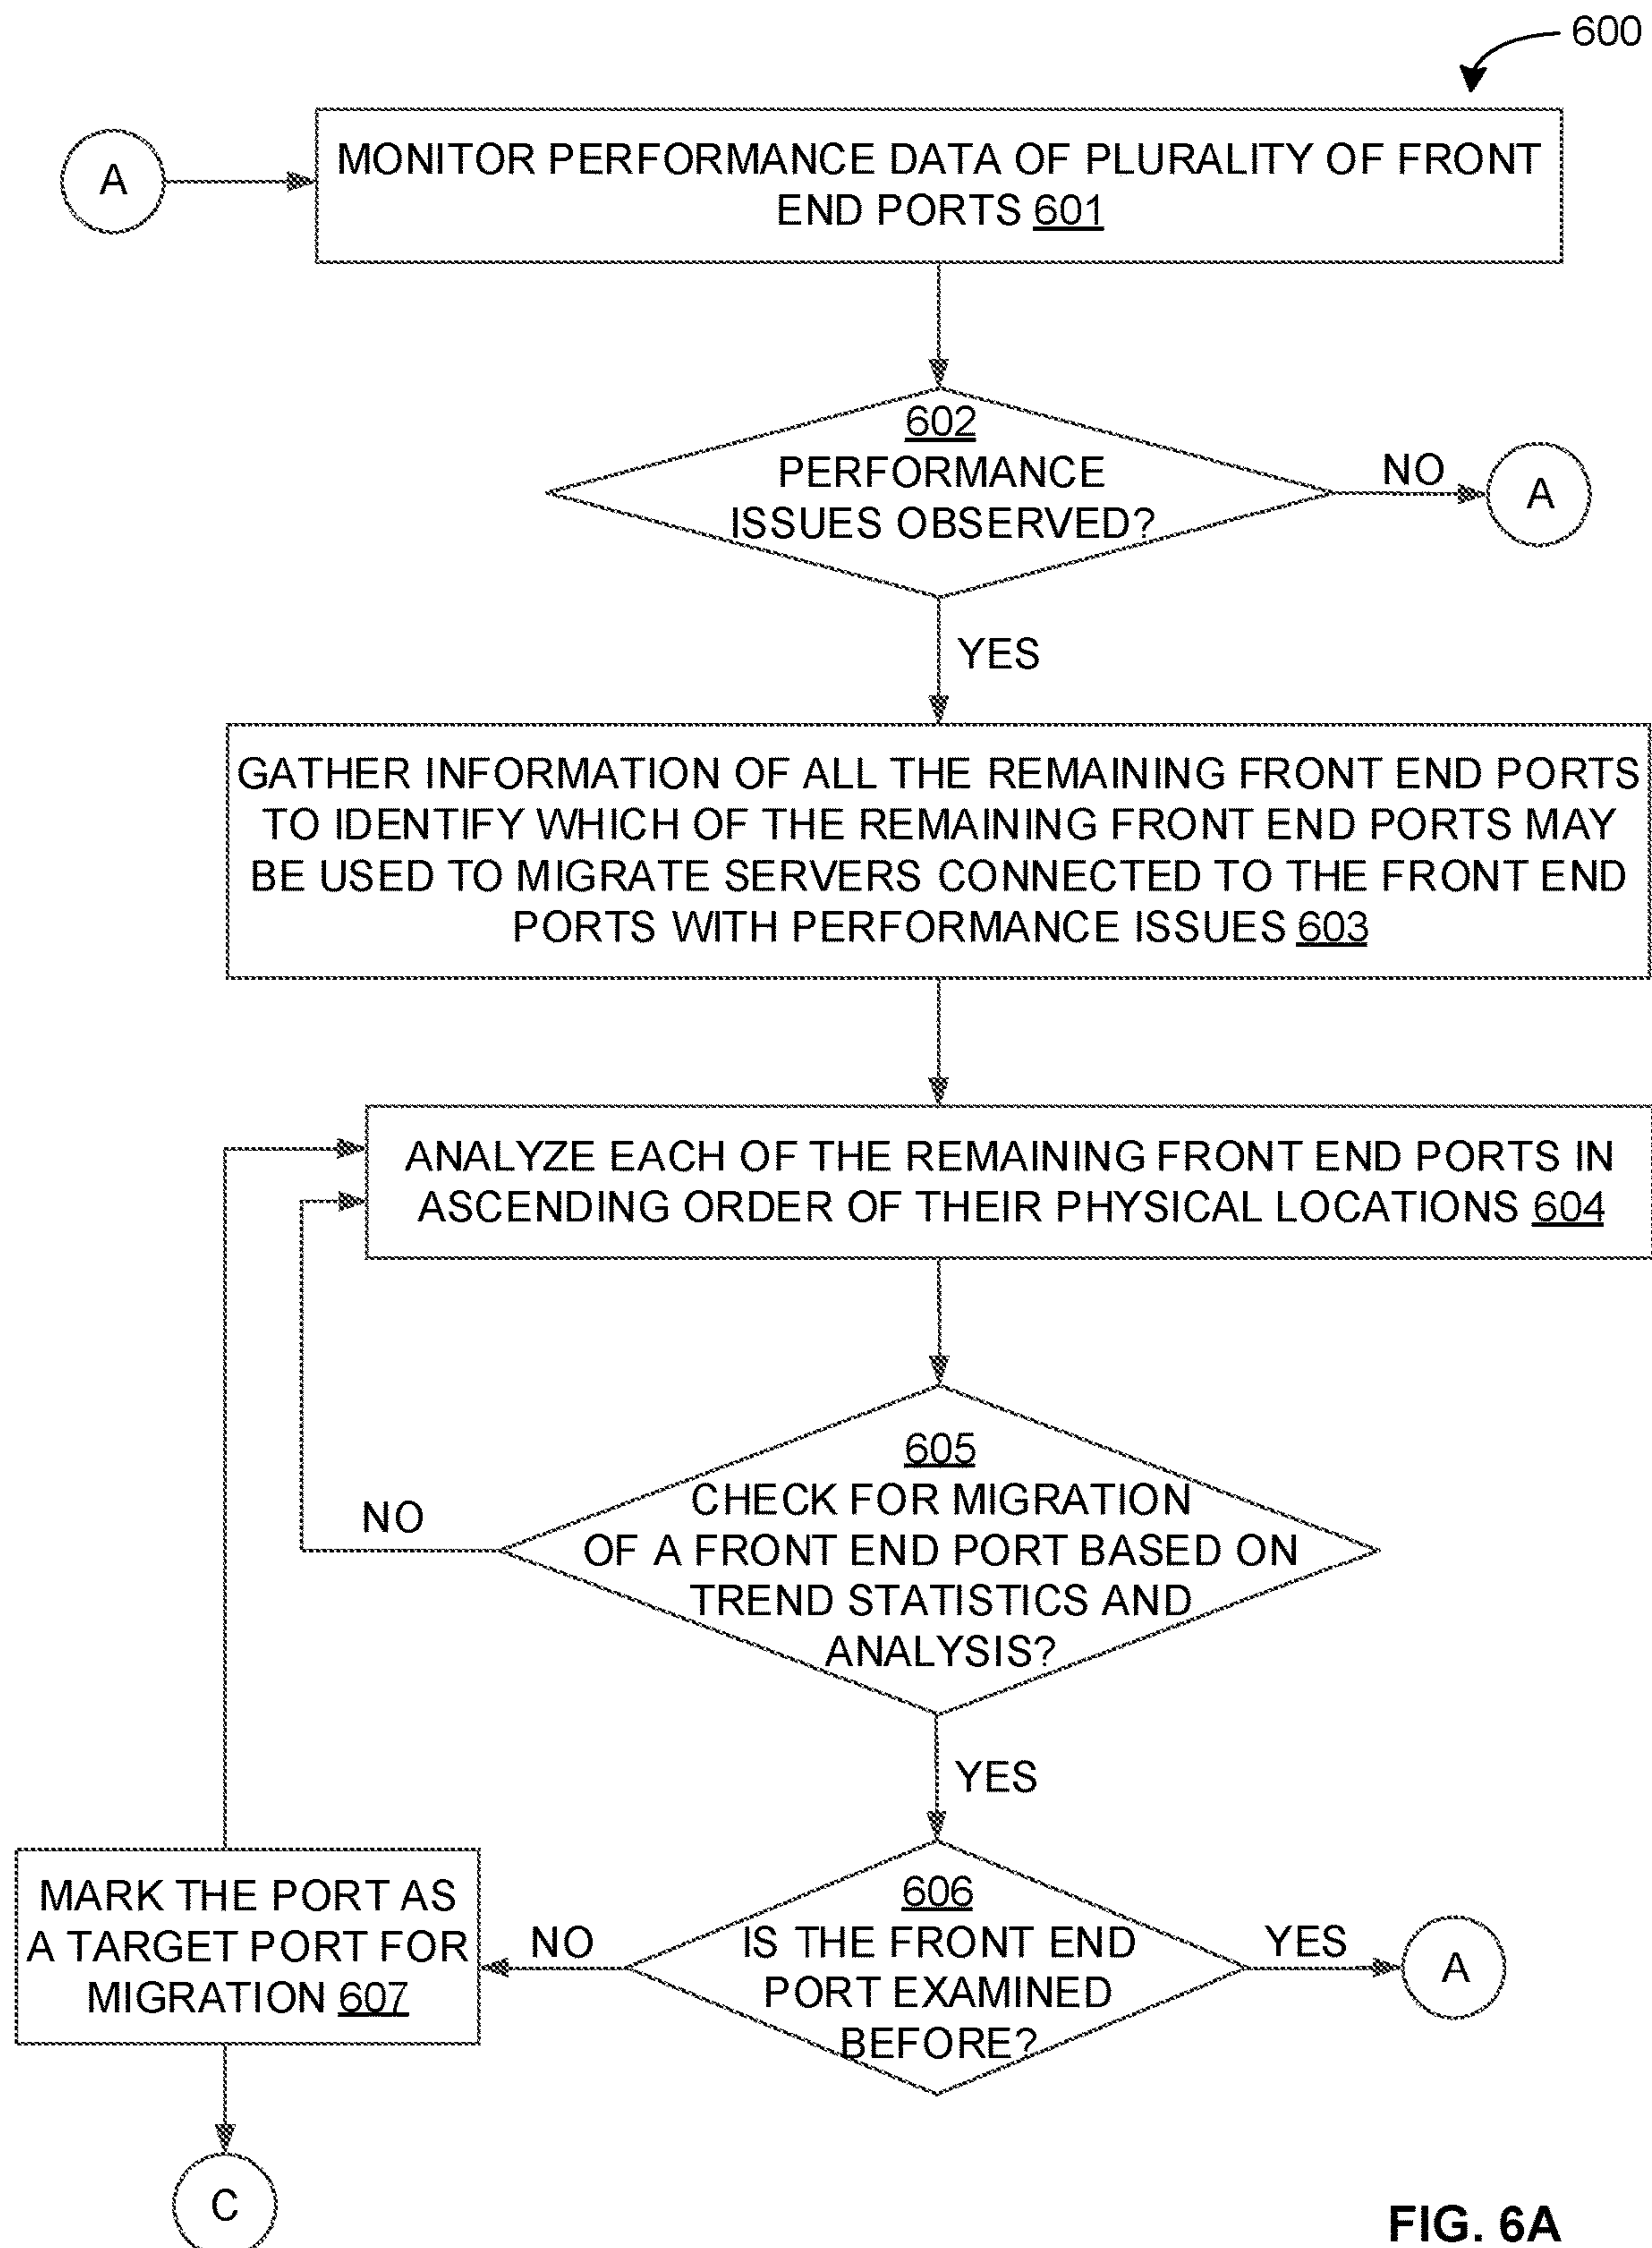 600
A
MONITOR PERFORMANCE DATA OF PLURALITY OF FRONT
END PORTS 601
602
PERFORMANCE
ISSUES OBSERVED?
NO
A
YES
GATHER INFORMATION OF ALL THE REMAINING FRONT END PORTS
TO IDENTIFY WHICH OF THE REMAINING FRONT END PORTS MAY
BE USED TO MIGRATE SERVERS CONNECTED TO THE FRONT END
PORTS WITH PERFORMANCE ISSUES 603
ANALYZE EACH OF THE REMAINING FRONT END PORTS IN
ASCENDING ORDER OF THEIR PHYSICAL LOCATIONS 604
605
CHECK FOR MIGRATION
OF A FRONT END PORT BASED ON
TREND STATISTICS AND
ANALYSIS?
NO
YES
606
IS THE FRONT END
PORT EXAMINED
BEFORE?
YES
A
NO
MARK THE PORT AS
A TARGET PORT FOR
MIGRATION 607
C
FIG. 6A